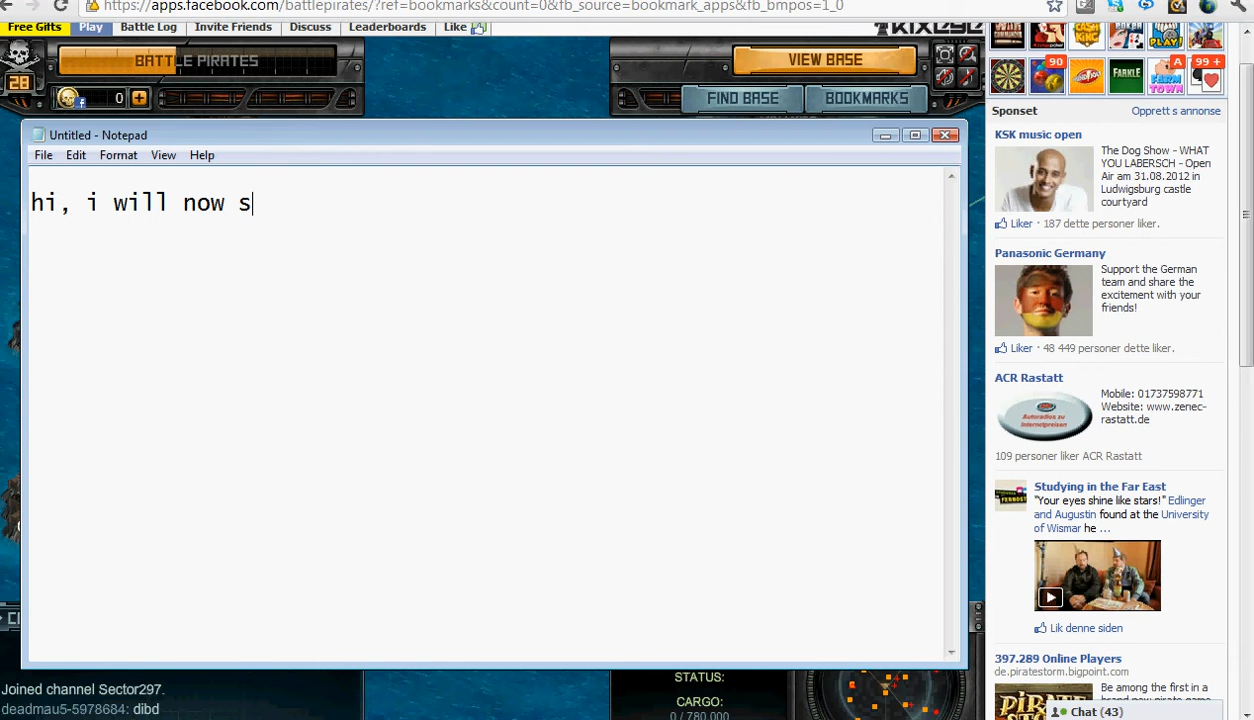 https://apps.facebook.com/battlepirates/?ref=bookmarks&count=0&fb_source=bookmark_apps&fb_bmpos=1_0
Free Gifts Play Battle Log Invite Friends Discuss Leaderboards Like
KIXEYE
28
BATTLE PIRATES
0
VIEW BASE
FIND BASE BOOKMARKS
PLAY!
90
FARKLE
A
FARM TOWN
99 +
Untitled - Notepad
File Edit Format View Help
hi, i will now s
Sponset Opprett s annonse
KSK music open
The Dog Show - WHAT
YOU LABERSCH - Open
Air am 31.08.2012 in
Ludwigsburg castle
courtyard
Liker · 187 dette personer liker.
Panasonic Germany
Support the German
team and share the
excitement with your
friends!
Liker · 48 449 personer dette liker.
ACR Rastatt
Autoradios zu
Internetpreisen
Mobile: 01737598771
Website: www.zenec-
rastatt.de
109 personer liker ACR Rastatt
Studying in the Far East
"Your eyes shine like stars!" Edlinger
and Augustin found at the University
of Wismar he ...
Lik denne siden
397.289 Online Players
de.piratestorm.bigpoint.com
Be among the first in a
Chat (43)
Joined channel Sector297.
deadmau5-5978684: dibd
STATUS:
CARGO:
0 / 780,000